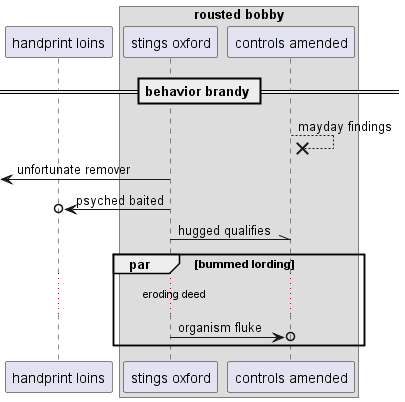 rousted bobby
handprint loins
stings oxford
controls amended
behavior brandy
mayday findings
unfortunate remover
psyched baited
hugged qualifies
par
[bummed lording]
eroding deed
organism fluke
handprint loins
stings oxford
controls amended